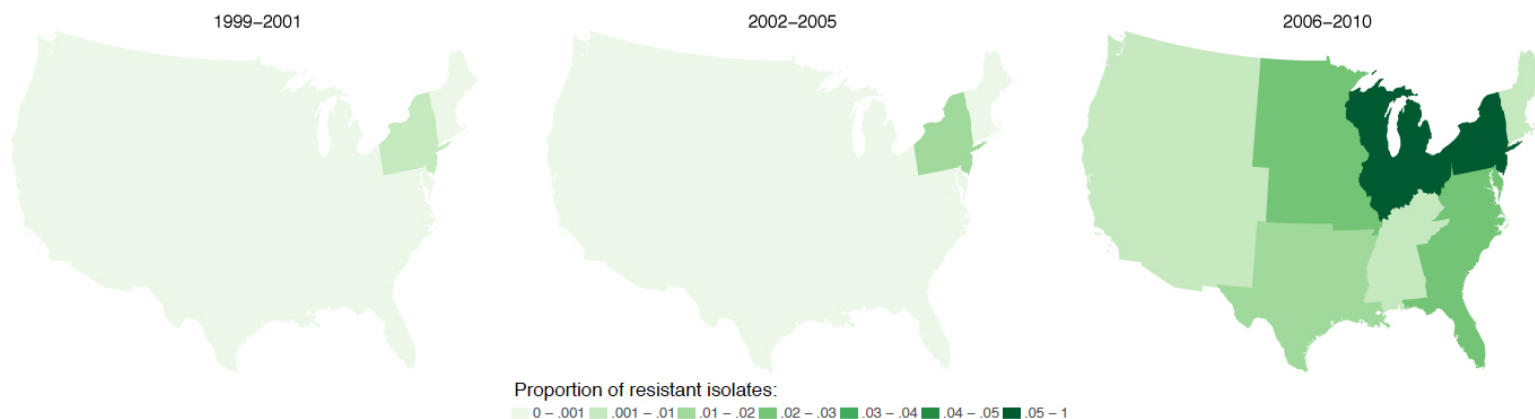 1999–2001
2002–2005
2006–2010
Proportion of resistant isolates:
0 – .001 .001 – .01 .01 – .02 .02 – .03 .03 – .04 .04 – .05 .05 – 1